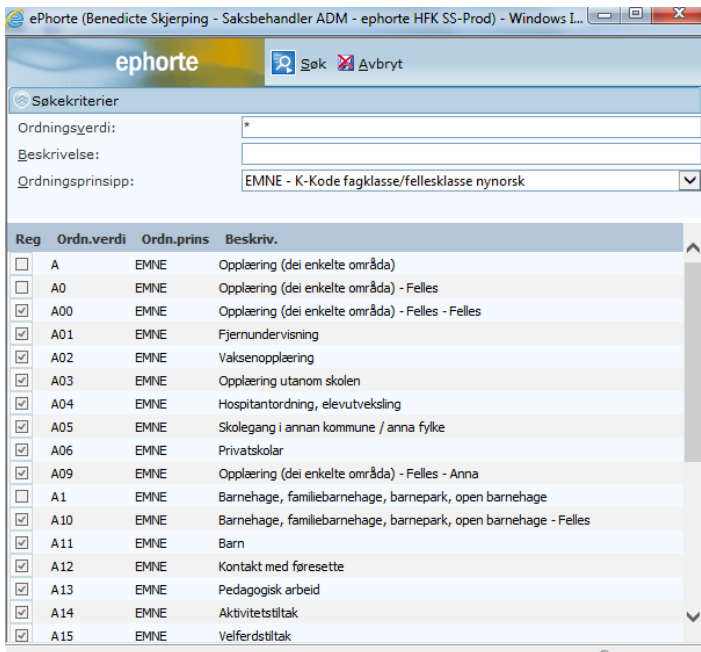 ePhorte (Benedicte Skjerping - Saksbehandler ADM - ephorte HFK SS-Prod) - Windows I...
ephorte Søk Avbryt
Søkekriterier
Ordningsverdi: *
Beskrivelse:
Ordningsprinsipp: EMNE - K-Kode fagklasse/fellesklasse nynorsk
Reg Ordn.verdi Ordn.prins Beskriv.
A EMNE Opplæring (dei enkelte områda)
A0 EMNE Opplæring (dei enkelte områda) - Felles
A00 EMNE Opplæring (dei enkelte områda) - Felles - Felles
A01 EMNE Fjernundervisning
A02 EMNE Vaksenopplæring
A03 EMNE Opplæring utanom skolen
A04 EMNE Hospitantordning, elevutveksling
A05 EMNE Skolegang i annan kommune / anna fylke
A06 EMNE Privatskolar
A09 EMNE Opplæring (dei enkelte områda) - Felles - Anna
A1 EMNE Barnehage, familiebarnehage, barnepark, open barnehage
A10 EMNE Barnehage, familiebarnehage, barnepark, open barnehage - Felles
A11 EMNE Barn
A12 EMNE Kontakt med føresette
A13 EMNE Pedagogisk arbeid
A14 EMNE Aktivitetstiltak
A15 EMNE Velferdstiltak